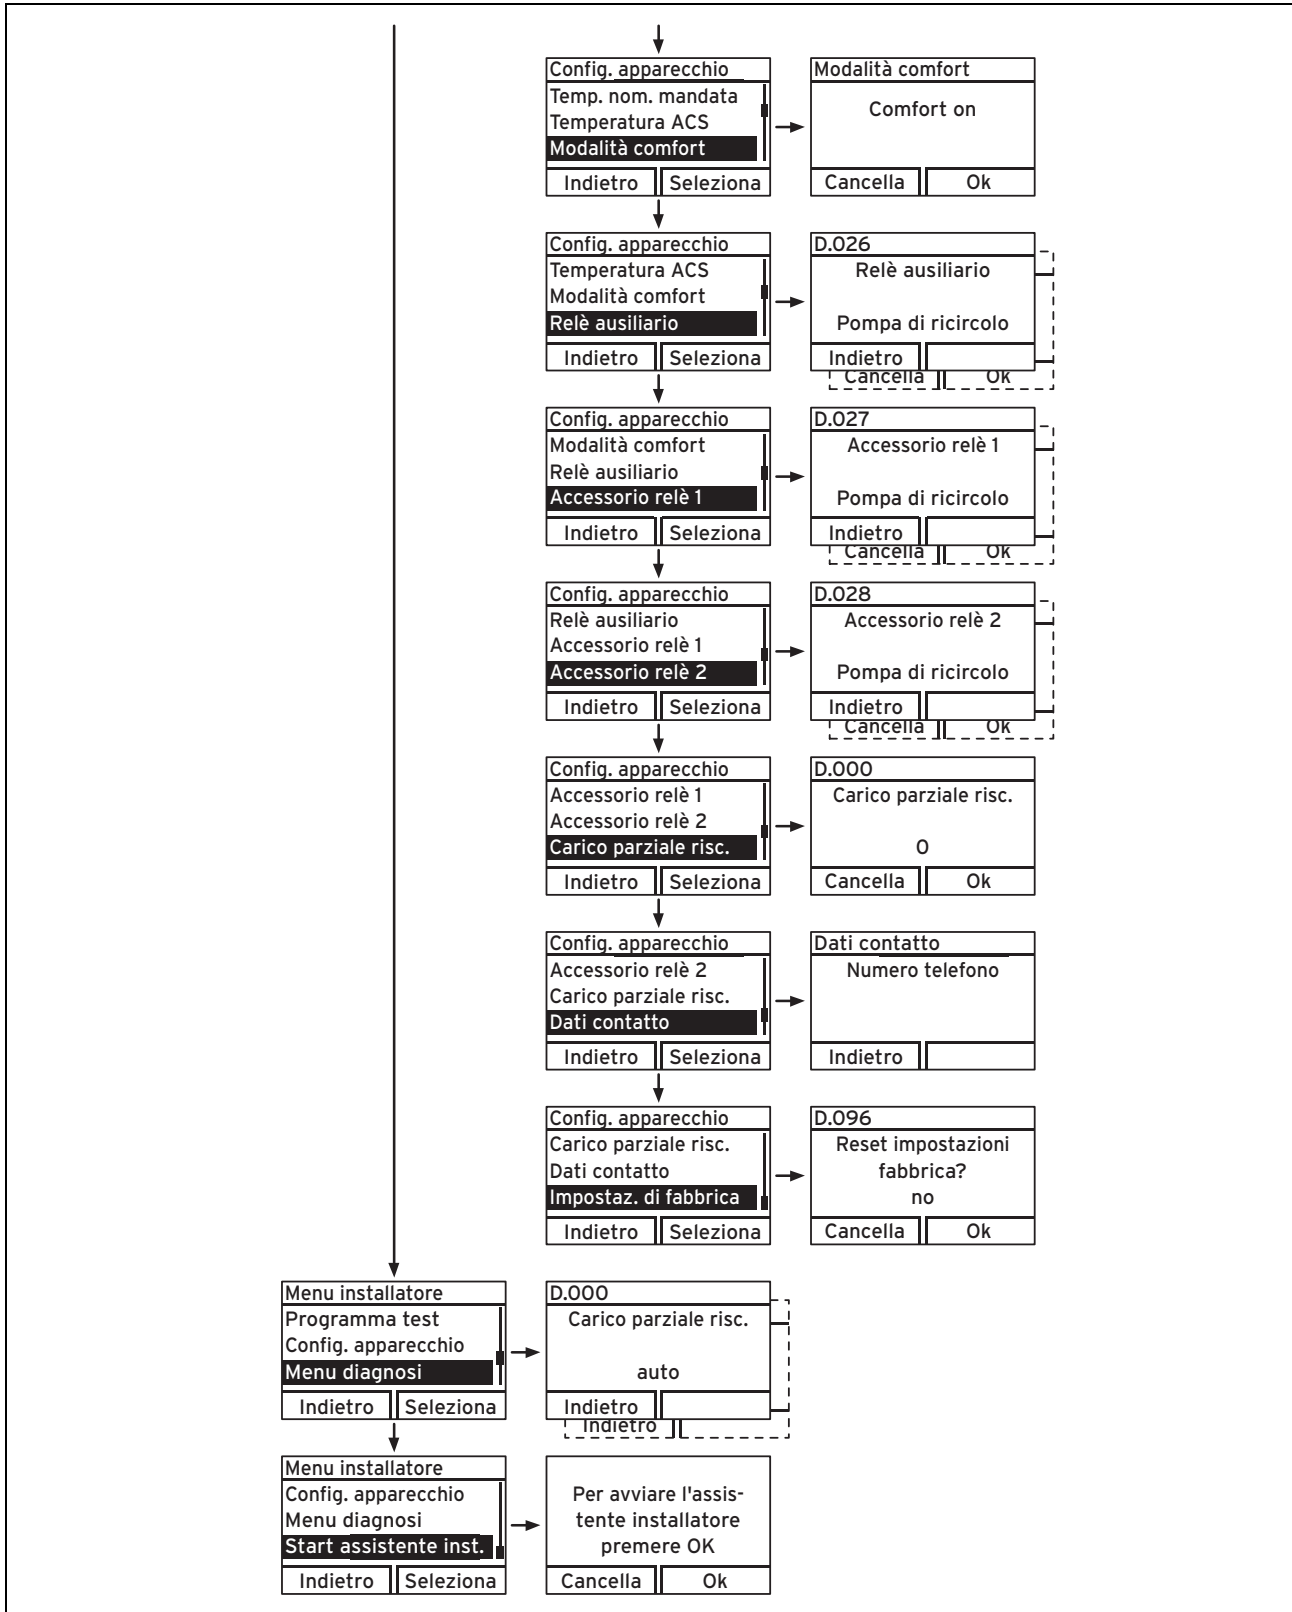 Config. apparecchio
Temp. nom. mandata
Temperatura ACS
Modalità comfort
Indietro Seleziona
Modalità comfort
Comfort on
Cancella Ok
Config. apparecchio
Temperatura ACS
Modalità comfort
Relè ausiliario
Indietro Seleziona
D.026
Relè ausiliario
Pompa di ricircolo
Indietro
Cancella Ok
Config. apparecchio
Modalità comfort
Relè ausiliario
Accessorio relè 1
Indietro Seleziona
D.027
Accessorio relè 1
Pompa di ricircolo
Indietro
Cancella Ok
Config. apparecchio
Relè ausiliario
Accessorio relè 1
Accessorio relè 2
Indietro Seleziona
D.028
Accessorio relè 2
Pompa di ricircolo
Indietro
Cancella Ok
Config. apparecchio
Accessorio relè 1
Accessorio relè 2
Carico parziale risc.
Indietro Seleziona
D.000
Carico parziale risc.
0
Cancella Ok
Config. apparecchio
Accessorio relè 2
Carico parziale risc.
Dati contatto
Indietro Seleziona
Dati contatto
Numero telefono
Indietro
Config. apparecchio
Carico parziale risc.
Dati contatto
Impostaz. di fabbrica
Indietro Seleziona
D.096
Reset impostazioni
fabbrica?
no
Cancella Ok
Menu installatore
Programma test
Config. apparecchio
Menu diagnosi
Indietro Seleziona
D.000
Carico parziale risc.
auto
Indietro
Indietro
Menu installatore
Config. apparecchio
Menu diagnosi
Start assistente inst.
Indietro Seleziona
Per avviare l'assis-
tente installatore
premere OK
Cancella Ok